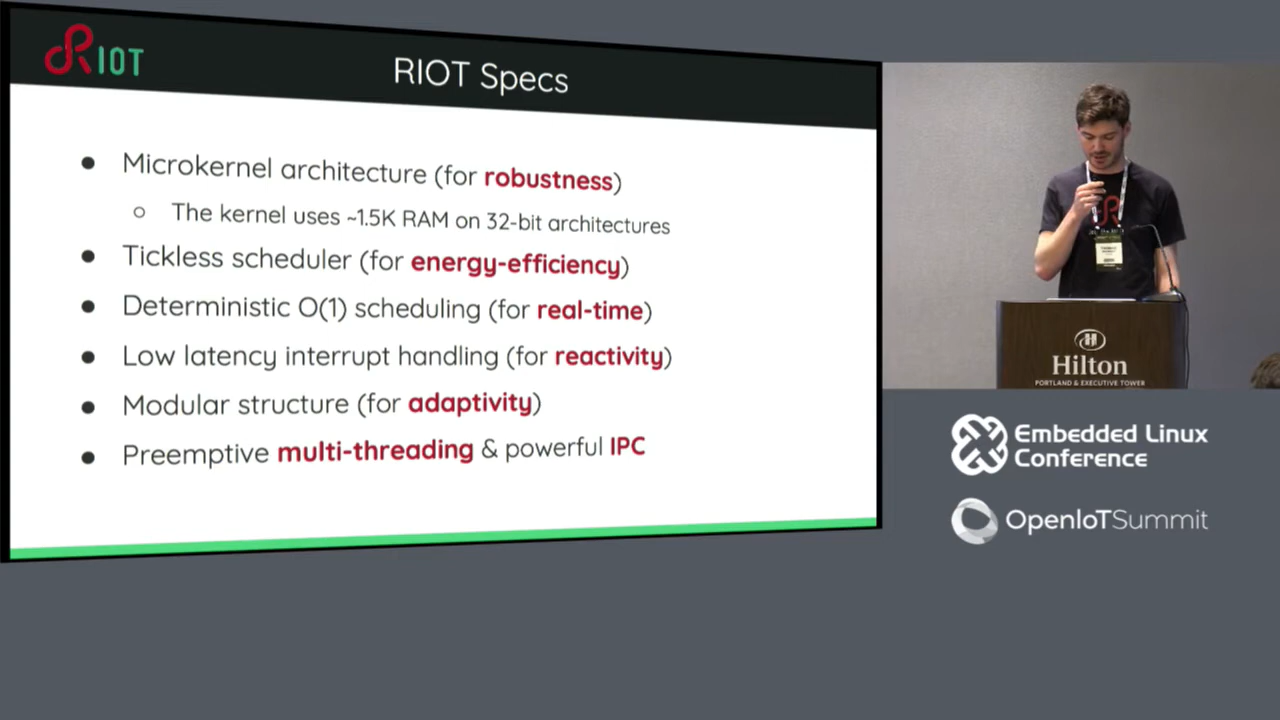 RIOT
RIOT Specs
Microkernel architecture (for robustness)
The kernel uses ~1.5K RAM on 32-bit architectures
Tickless scheduler (for energy-efficiency)
Deterministic O(1) scheduling (for real-time)
Low latency interrupt handling (for reactivity)
Modular structure (for adaptivity)
Preemptive multi-threading & powerful IPC
Hilton
PORTLAND & EXECUTIVE TOWER
Embedded Linux
Conference
OpenIoTSummit